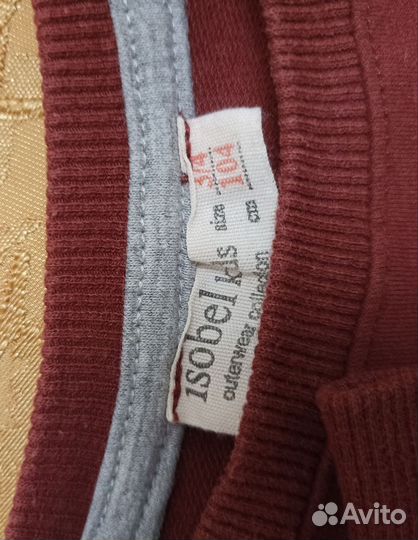 isobel kids
outerwear collection
size 3/4
cm 104
Avito